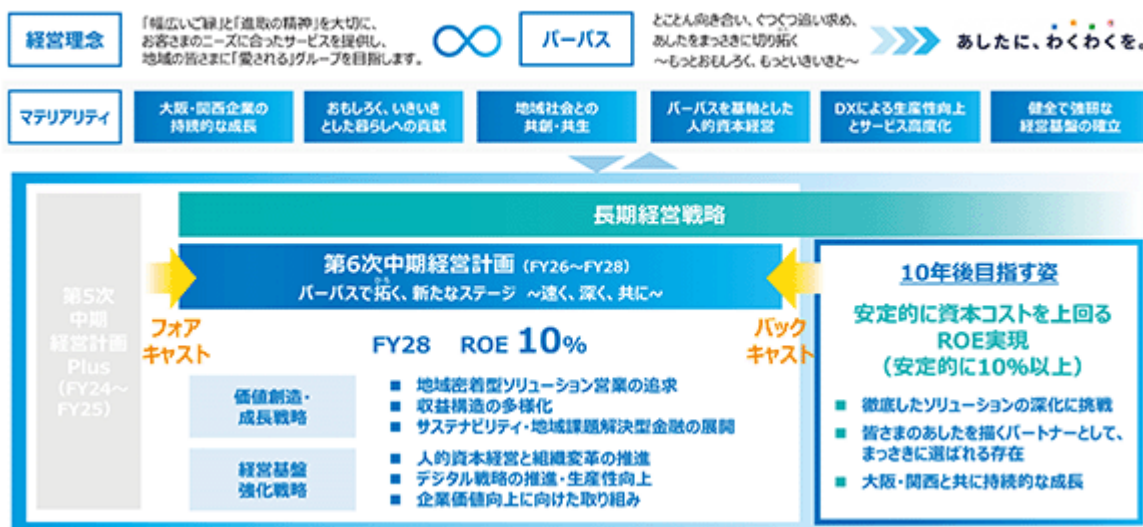 経営理念
「幅広いご縁」と「進取の精神」を大切に、
お客さまのニーズに合ったサービスを提供し、
地域の皆さまに「愛される」グループを目指します。
パーパス
とことん向き合い、ぐつぐつ追い求め、
あしたをまっさきに切り拓く
～もっとおもしろく、もっといきいきと～
あしたに、わくわくを。
マテリアリティ
大阪・関西企業の
持続的な成長
おもしろく、いきいき
とした暮らしへの貢献
地域社会との
共創・共生
パーパスを基軸とした
人的資本経営
DXによる生産性向上
とサービス高度化
健全で強靭な
経営基盤の確立
長期経営戦略
第5次
中期
経営計画
Plus
(FY24～
FY25)
フォア
キャスト
第6次中期経営計画 (FY26～FY28)
パーパスで拓く、新たなステージ ～速く、深く、共に～
バック
キャスト
FY28 ROE 10%
価値創造・
成長戦略
■ 地域密着型ソリューション営業の追求
■ 収益構造の多様化
■ サステナビリティ・地域課題解決型金融の展開
経営基盤
強化戦略
■ 人的資本経営と組織変革の推進
■ デジタル戦略の推進・生産性向上
■ 企業価値向上に向けた取り組み
10年後目指す姿
安定的に資本コストを上回る
ROE実現
(安定的に10%以上)
■ 徹底したソリューションの深化に挑戦
■ 皆さまのあしたを描くパートナーとして、
まっさきに選ばれる存在
■ 大阪・関西と共に持続的な成長